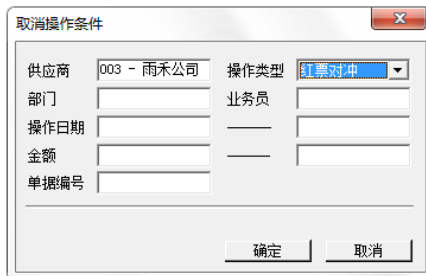 取消操作条件
供应商 003 - 雨禾公司 操作类型 红票对冲
部门 业务员
操作日期
金额
单据编号
确定 取消